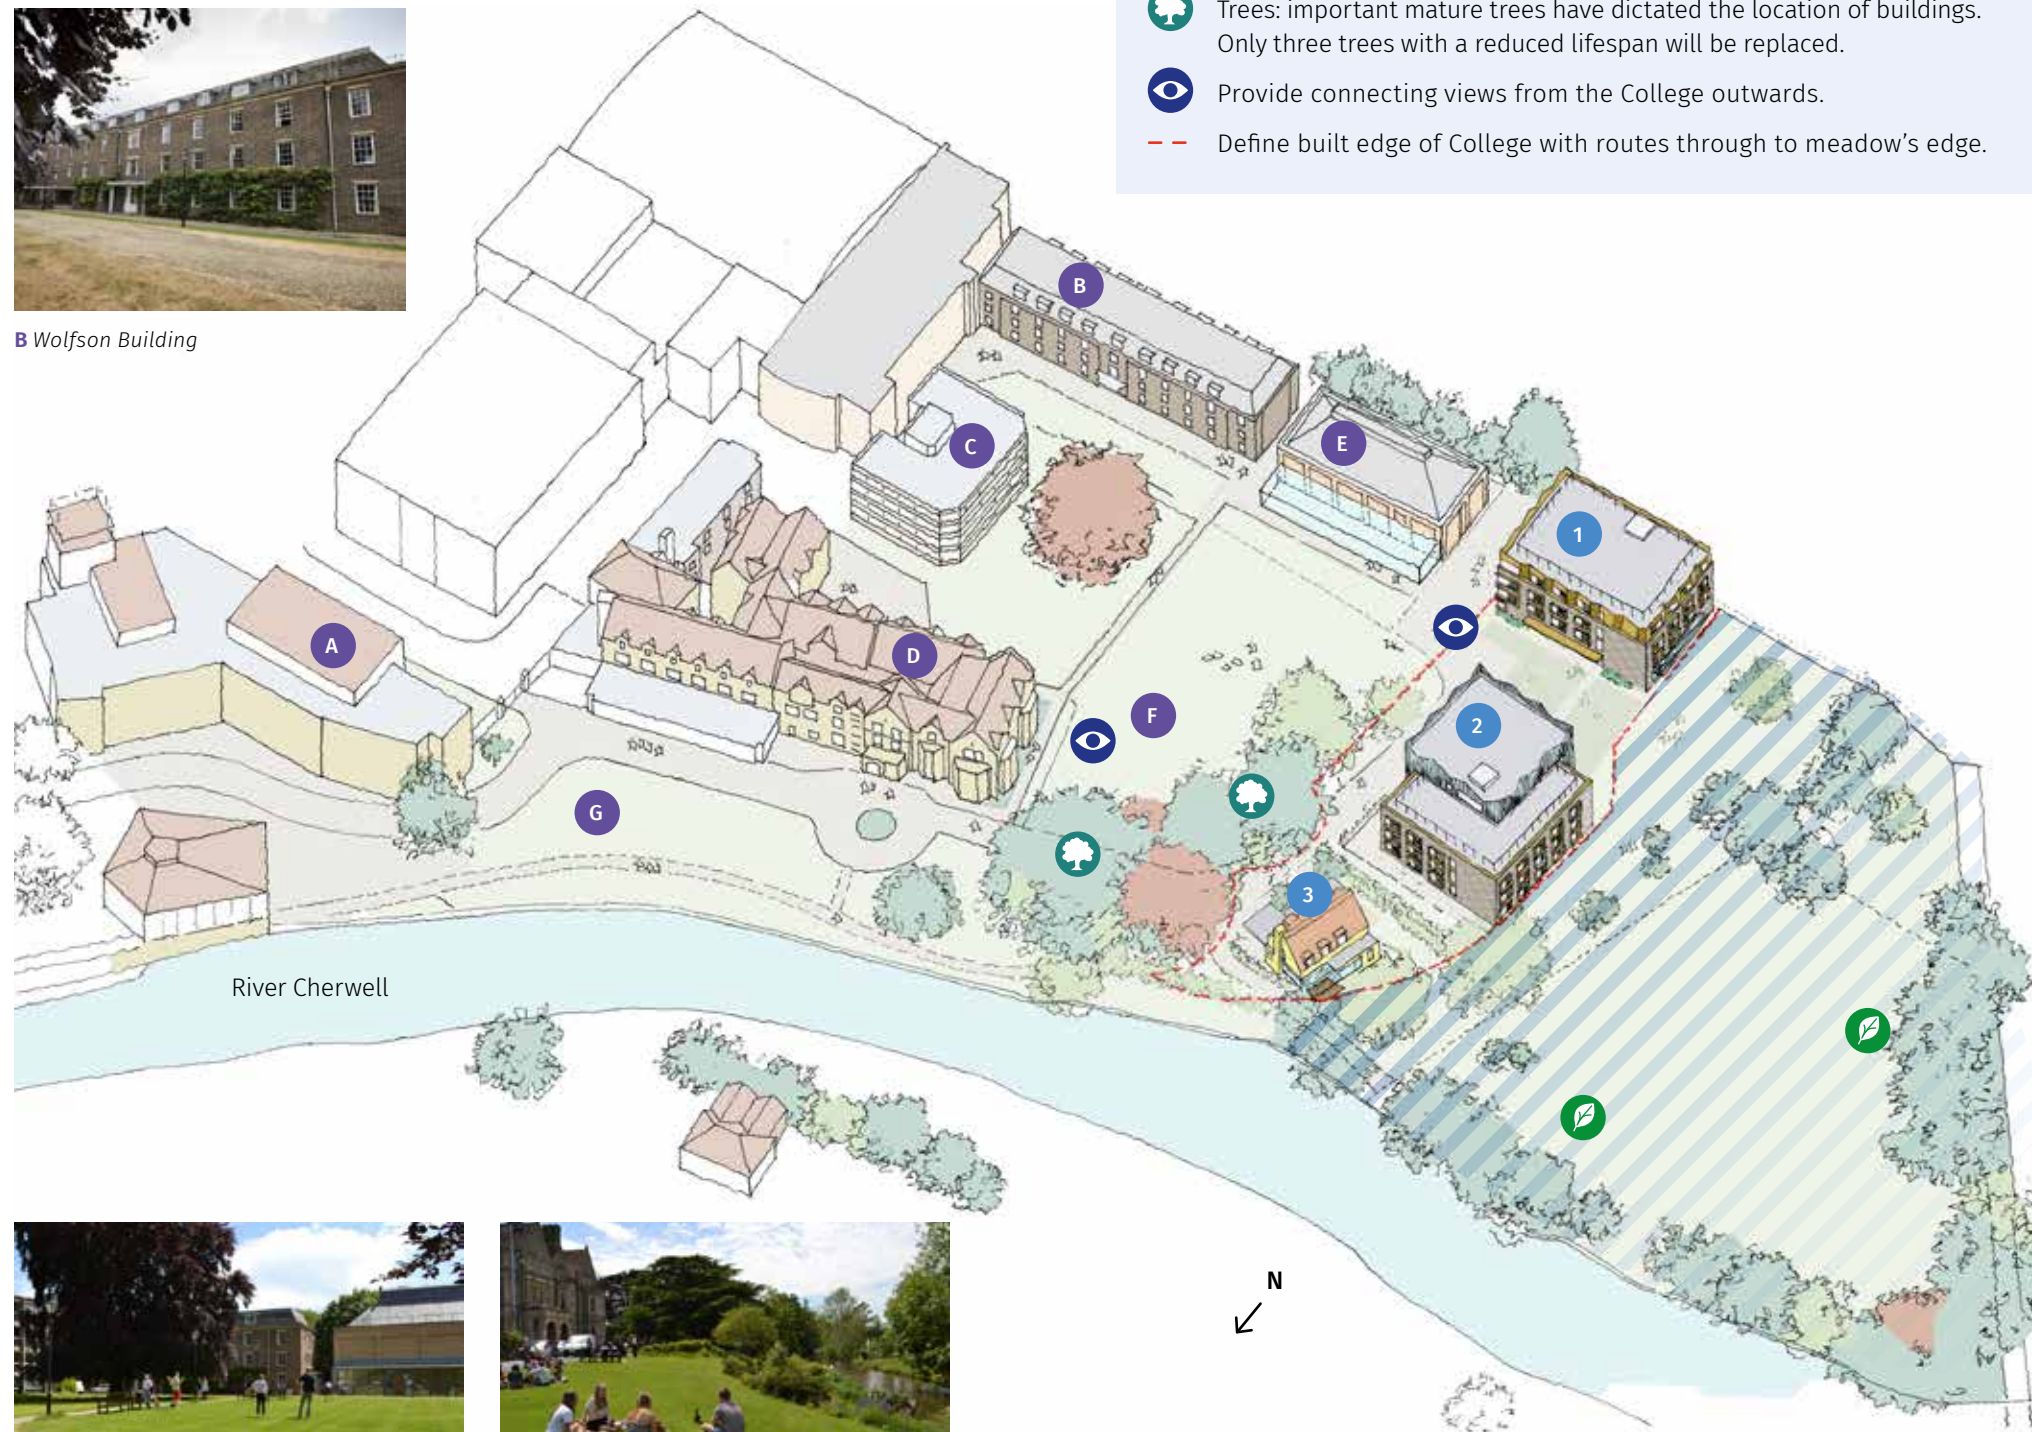 Trees: important mature trees have dictated the location of buildings.
Only three trees with a reduced lifespan will be replaced.
Provide connecting views from the College outwards.
Define built edge of College with routes through to meadow's edge.
B Wolfson Building
B
C
E
1
A
D
F
2
G
3
River Cherwell
N